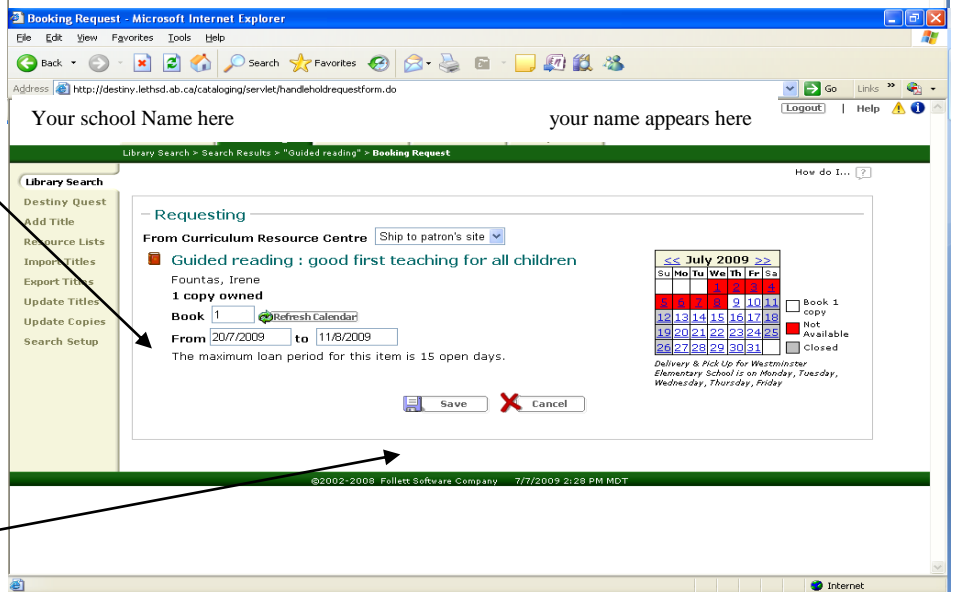 Booking Request - Microsoft Internet Explorer
File Edit View Favorites Tools Help
Back Search Favorites
Address http://destiny.lethsd.ab.ca/cataloging/servlet/handleholdrequestform.do Go Links »
Logout | Help
Your school Name here your name appears here
Library Search > Search Results > "Guided reading" > Booking Request
How do I... ?
Library Search
Destiny Quest
Add Title
Resource Lists
Import Titles
Export Titles
Update Titles
Update Copies
Search Setup
Requesting
From Curriculum Resource Centre Ship to patron's site
Guided reading : good first teaching for all children
Fountas, Irene
1 copy owned
Book 1 Refresh Calendar
From 20/7/2009 to 11/8/2009
The maximum loan period for this item is 15 open days.
<< July 2009 >>
Su Mo Tu We Th Fr Sa
1 2 3 4
5 6 7 8 9 10 11
12 13 14 15 16 17 18
19 20 21 22 23 24 25
26 27 28 29 30 31
Book 1 copy
Not Available
Closed
Delivery & Pick Up for Westminster
Elementary School is on Monday, Tuesday,
Wednesday, Thursday, Friday
Save Cancel
©2002-2008 Follett Software Company 7/7/2009 2:28 PM MDT
Internet